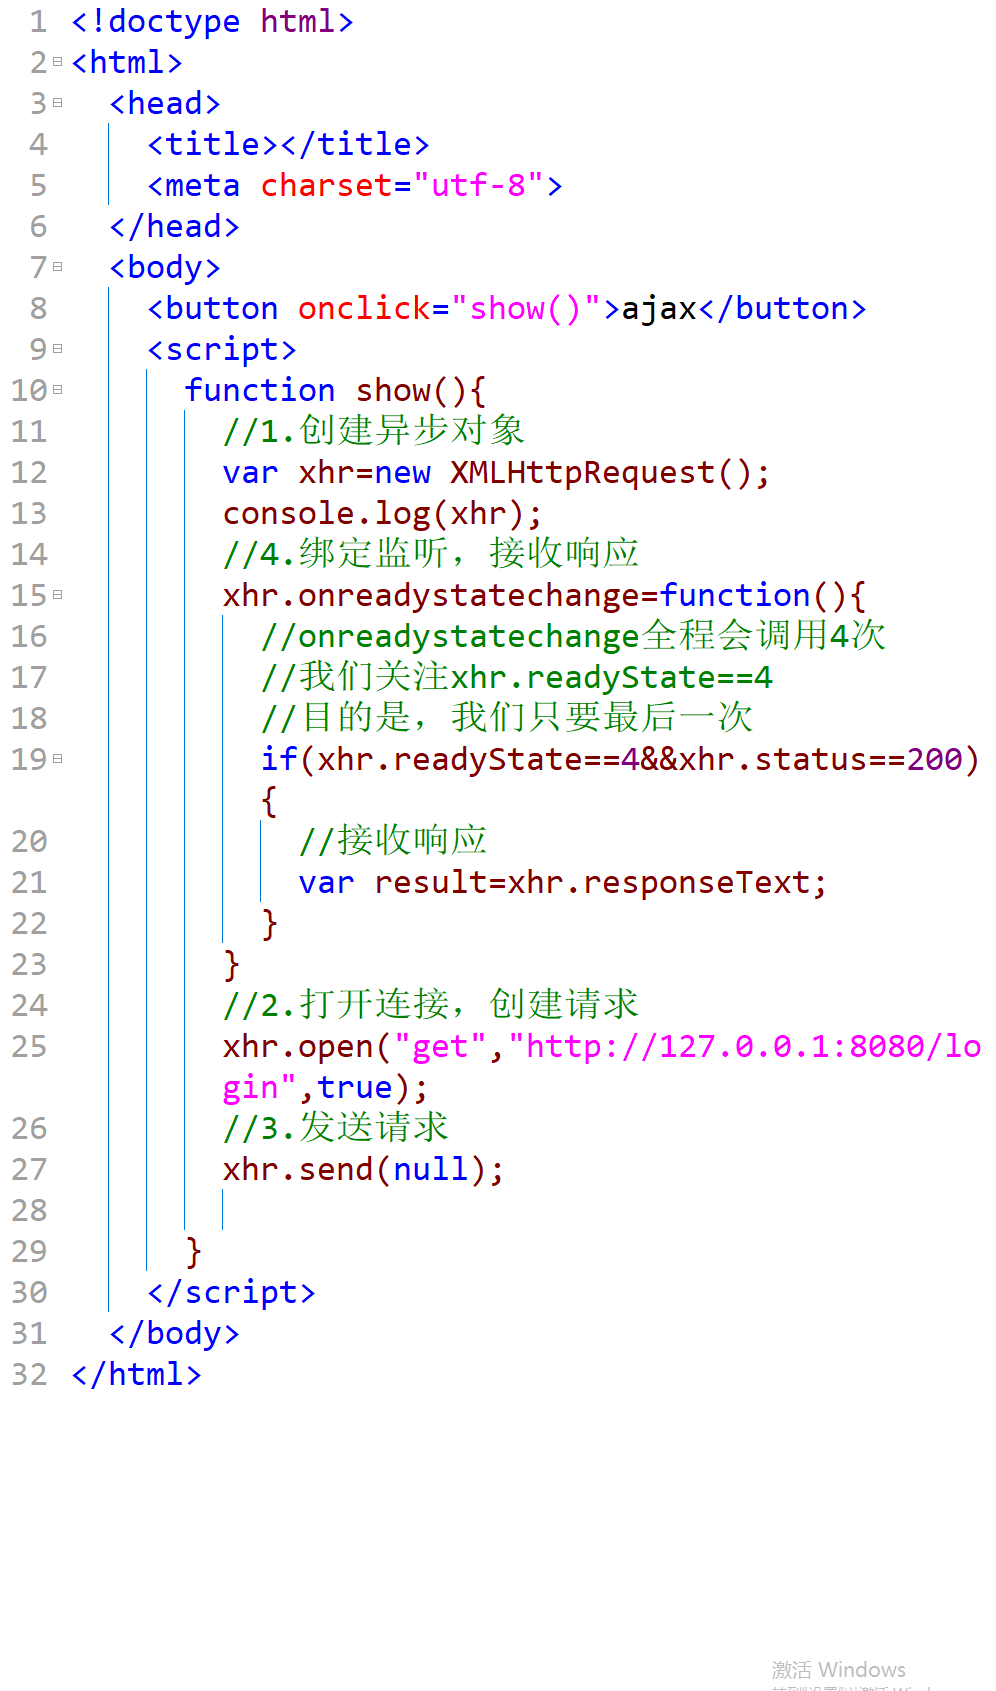 1 <!doctype html>
2 <html>
3 <head>
4 <title></title>
5 <meta charset="utf-8">
6 </head>
7 <body>
8 <button onclick="show()">ajax</button>
9 <script>
10 function show(){
11 //1.创建异步对象
12 var xhr=new XMLHttpRequest();
13 console.log(xhr);
14 //4.绑定监听，接收响应
15 xhr.onreadystatechange=function(){
16 //onreadystatechange全程会调用4次
17 //我们关注xhr.readyState==4
18 //目的是，我们只要最后一次
19 if(xhr.readyState==4&&xhr.status==200)
{
20 //接收响应
21 var result=xhr.responseText;
22 }
23 }
24 //2.打开连接，创建请求
25 xhr.open("get","http://127.0.0.1:8080/lo
gin",true);
26 //3.发送请求
27 xhr.send(null);
28
29 }
30 </script>
31 </body>
32 </html>
激活 Windows